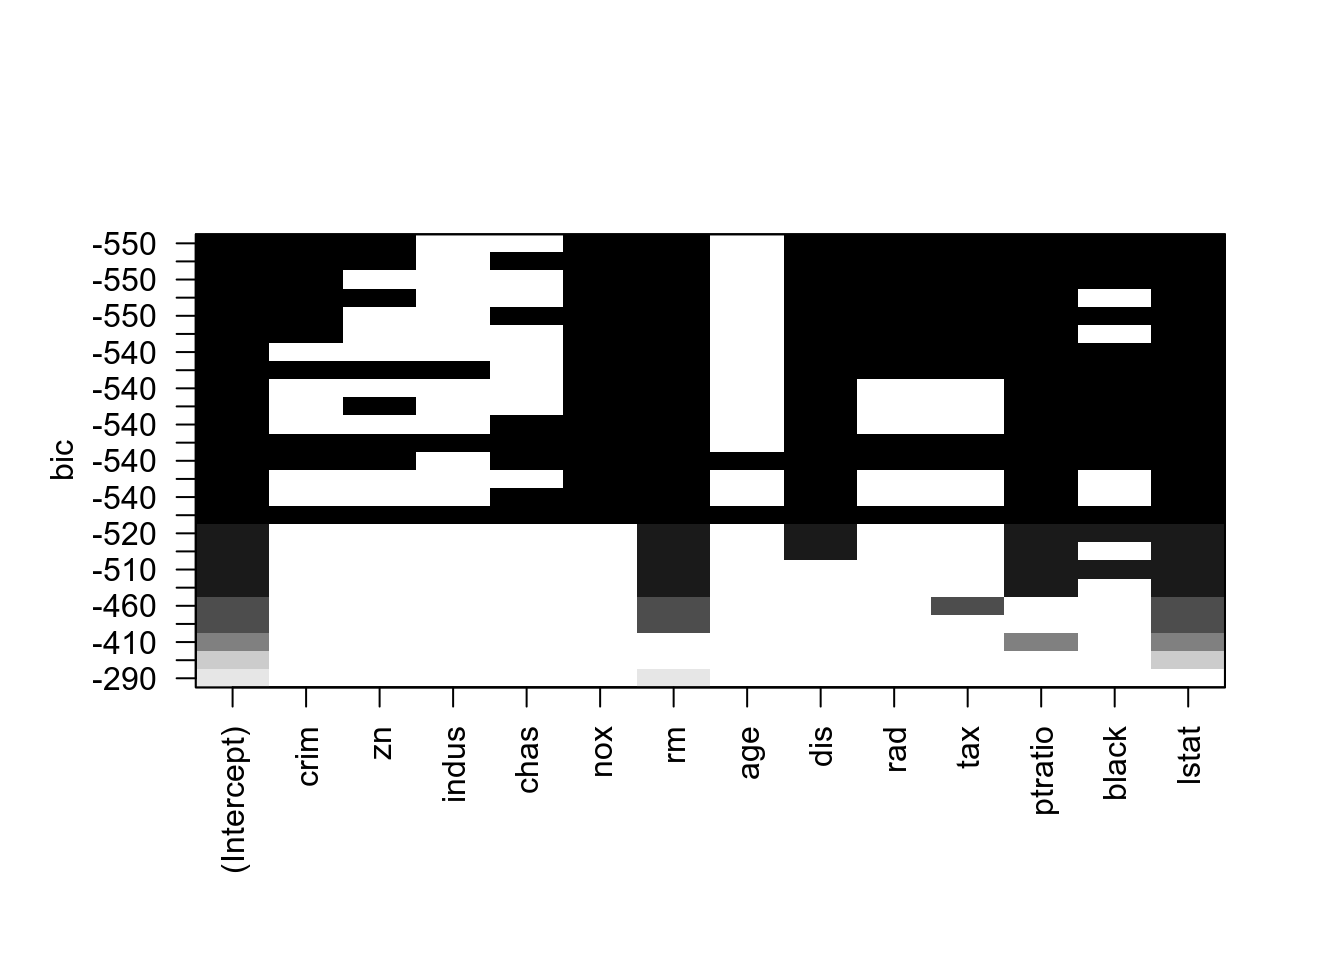 -550
-550
-550
-540
-540
-540
-540
-540
-520
-510
-460
-410
-290
bic
(Intercept)
crim
zn
indus
chas
nox
rm
age
dis
rad
tax
ptratio
black
lstat